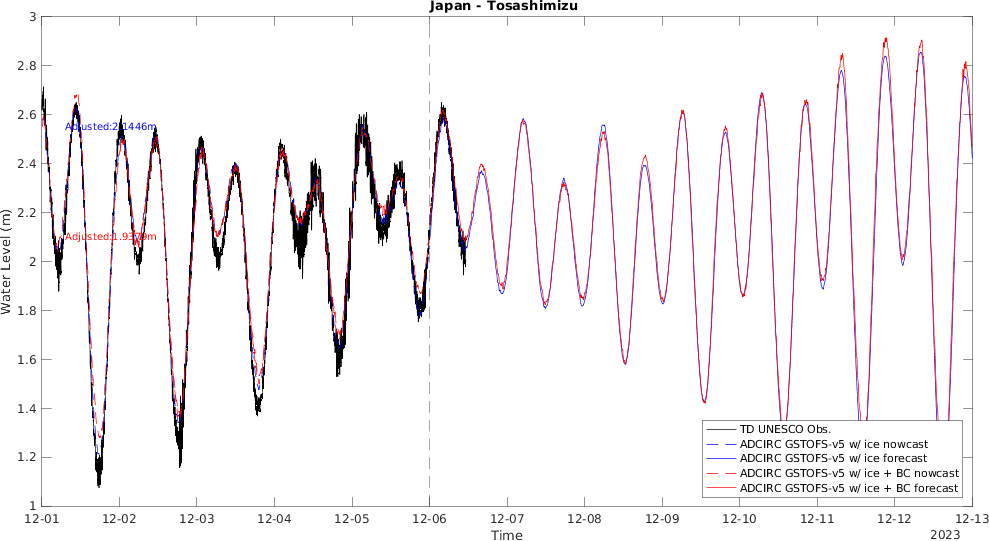 Japan - Tosashimizu
3
2.8
2.6
2.4
2.2
2
1.8
1.6
1.4
1.2
1
Water Level (m)
Adjusted:2.1446m
12-01
12-02
12-03
12-04
12-05
12-06
12-07
12-08
12-09
12-10
12-11
12-12
12-13
Time
2023
TD UNESCO Obs.
ADCIRC GSTOFS-v5 w/ ice nowcast
ADCIRC GSTOFS-v5 w/ ice forecast
ADCIRC GSTOFS-v5 w/ ice + BC nowcast
ADCIRC GSTOFS-v5 w/ ice + BC forecast